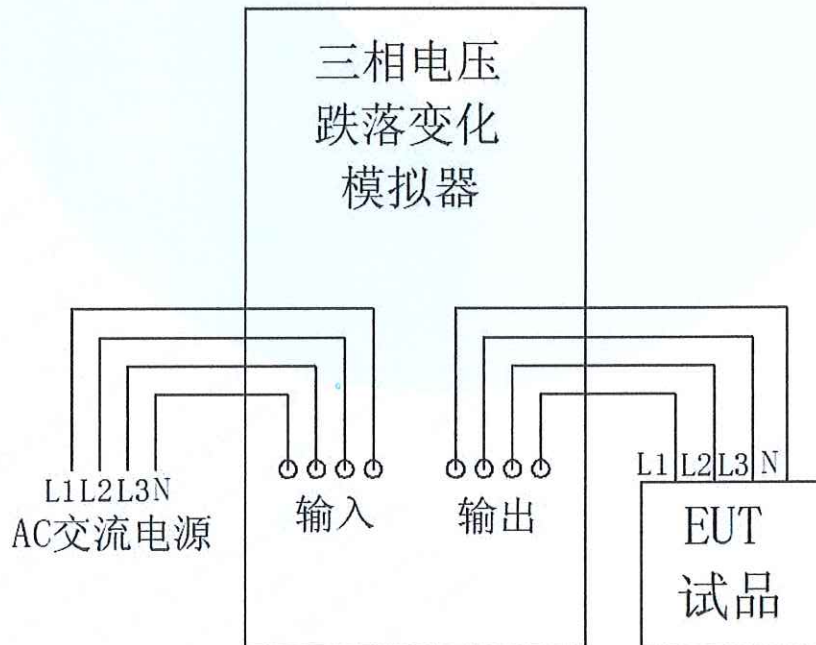 三相电压
跌落变化
模拟器
L1L2L3N
AC交流电源
输入
输出
L1 L2 L3 N
EUT
试品